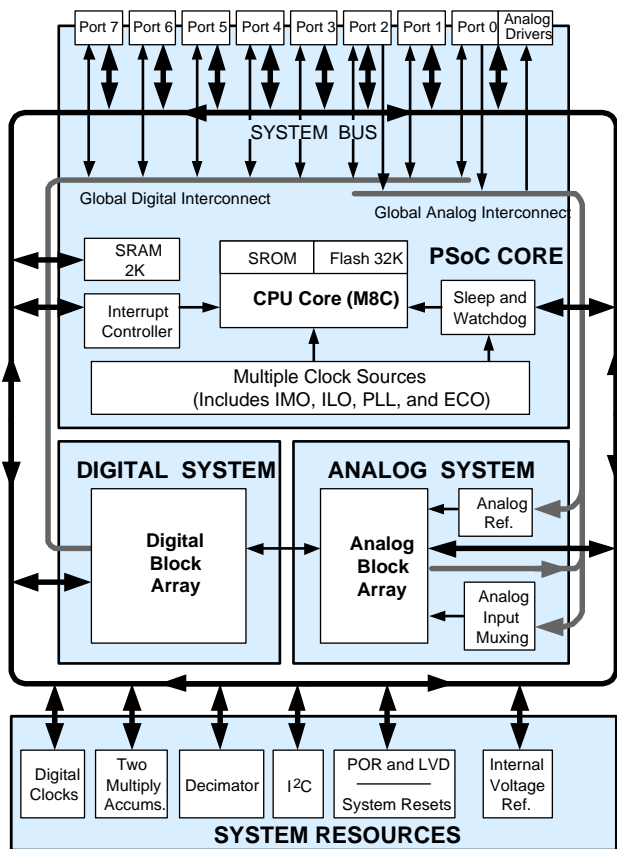 Port 7 Port 6 Port 5 Port 4 Port 3 Port 2 Port 1 Port 0 Analog
Drivers
SYSTEM BUS
Global Digital Interconnect
Global Analog Interconnect
PSoC CORE
SRAM
2K
SROM Flash 32K
CPU Core (M8C)
Interrupt
Controller
Sleep and
Watchdog
Multiple Clock Sources
(Includes IMO, ILO, PLL, and ECO)
DIGITAL SYSTEM
Digital
Block
Array
ANALOG SYSTEM
Analog
Block
Array
Analog
Ref.
Analog
Input
Muxing
Digital
Clocks
Two
Multiply
Accums.
Decimator
I²C
POR and LVD
System Resets
Internal
Voltage
Ref.
SYSTEM RESOURCES